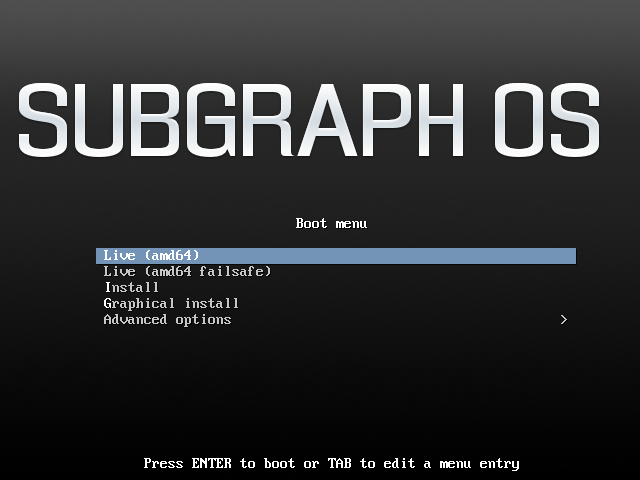 SUBGRAPH OS
Boot menu
Live (amd64)
Live (amd64 failsafe)
Install
Graphical install
Advanced options >
Press ENTER to boot or TAB to edit a menu entry